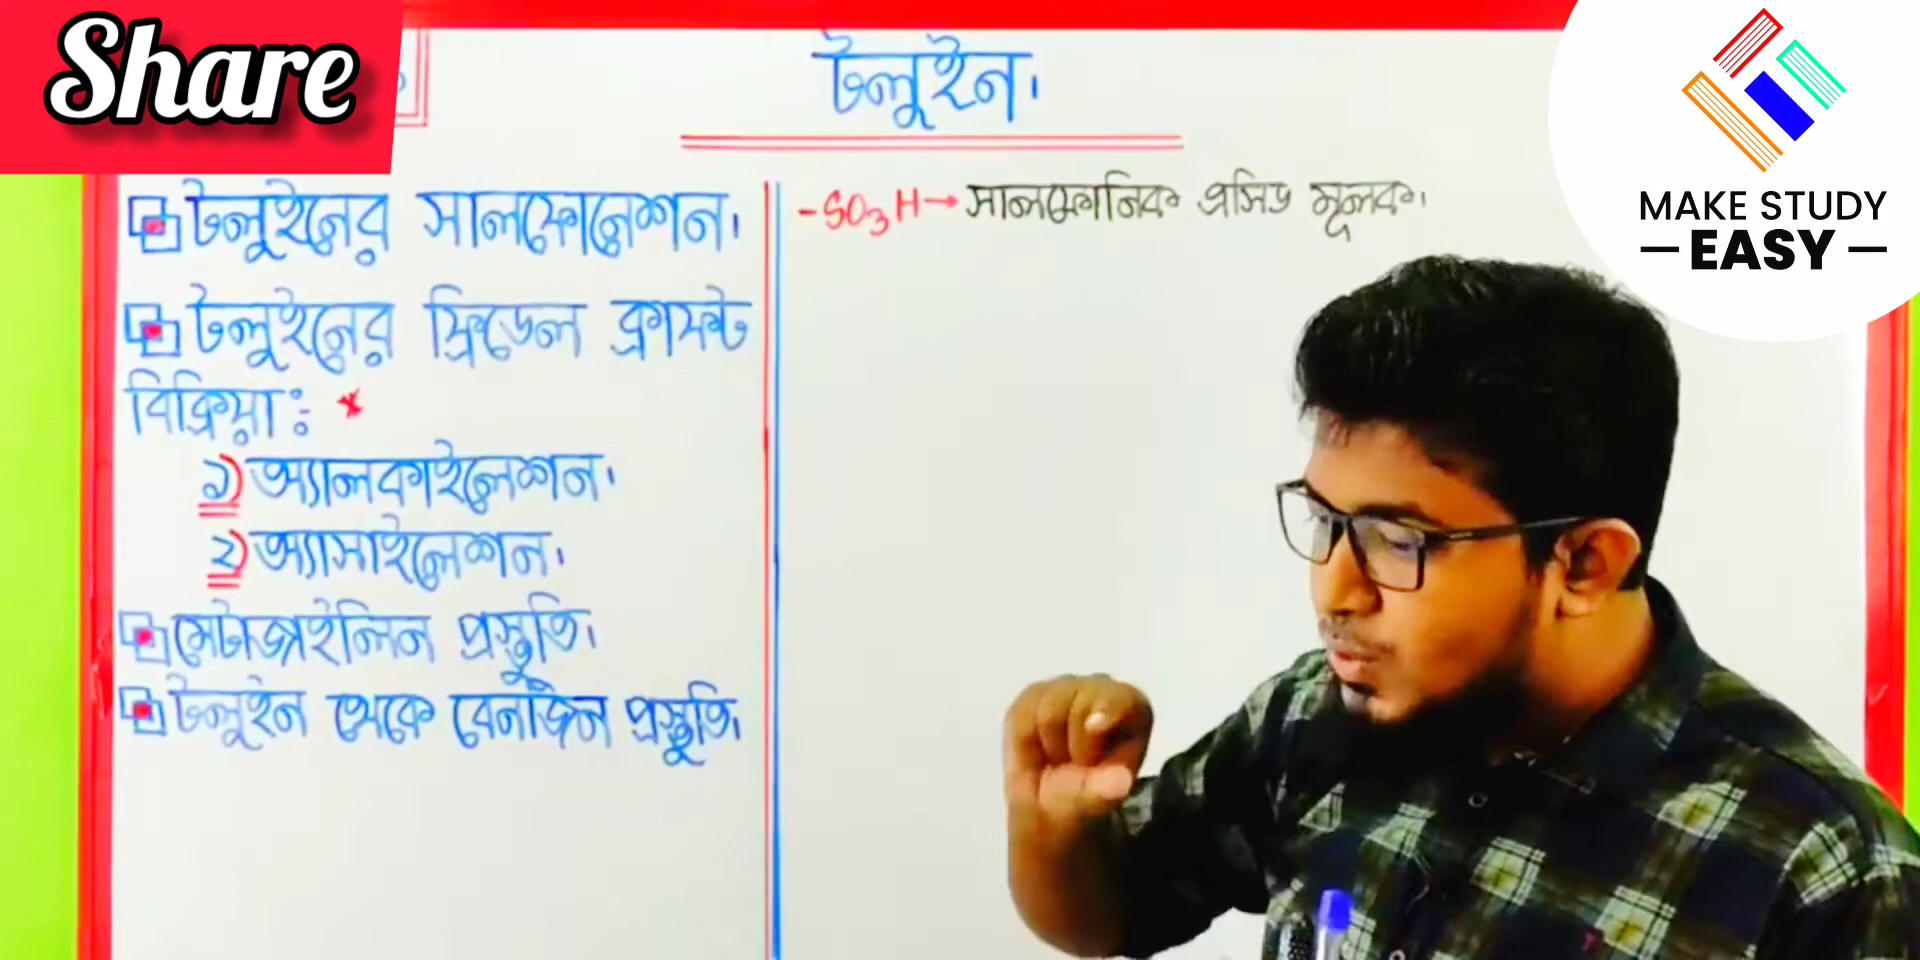 Share
টলুইন।
MAKE STUDY
EASY
টলুইনের সালফোনেশন।
-SO3H→ সালফোনিক এসিড মূলক।
টলুইনের ফ্রিডেল ক্রাফট
বিক্রিয়া:
১) অ্যালকাইলেশন।
২) অ্যাসাইলেশন।
মেটাজাইলিন প্রস্তুতি।
টলুইন থেকে বেনজিন প্রস্তুতি।